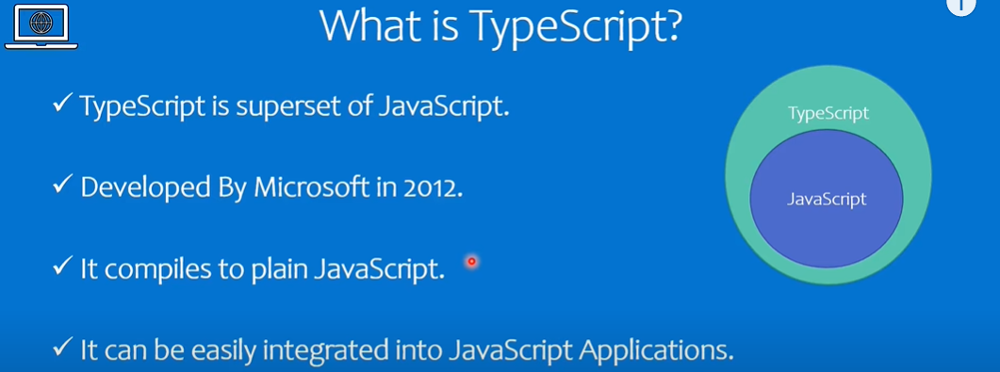 What is TypeScript?
✓ TypeScript is superset of JavaScript.
✓ Developed By Microsoft in 2012.
✓ It compiles to plain JavaScript.
✓ It can be easily integrated into JavaScript Applications.
TypeScript
JavaScript